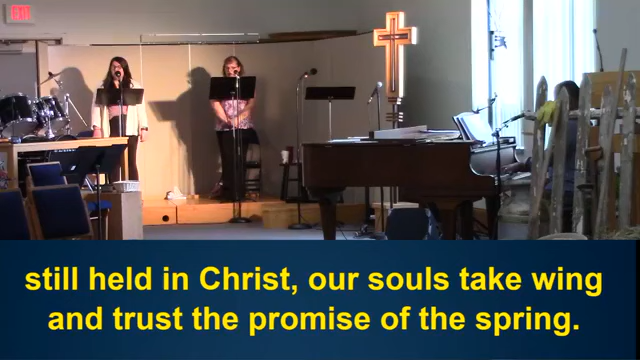 EXIT
still held in Christ, our souls take wing
and trust the promise of the spring.